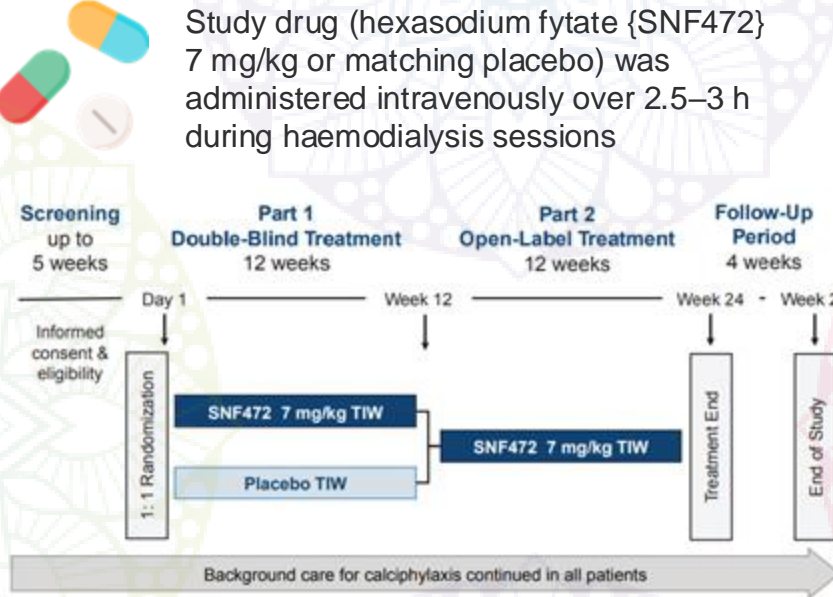 Study drug (hexasodium fytate {SNF472}
7 mg/kg or matching placebo) was
administered intravenously over 2.5–3 h
during haemodialysis sessions
Screening
up to
5 weeks
Part 1
Double-Blind Treatment
12 weeks
Part 2
Open-Label Treatment
12 weeks
Follow-Up
Period
4 weeks
Day 1
Week 12
Week 24 - Week 2
Informed
consent &
eligibility
1: 1 Randomization
SNF472 7 mg/kg TIW
Placebo TIW
SNF472 7 mg/kg TIW
Treatment End
End of Study
Background care for calciphylaxis continued in all patients